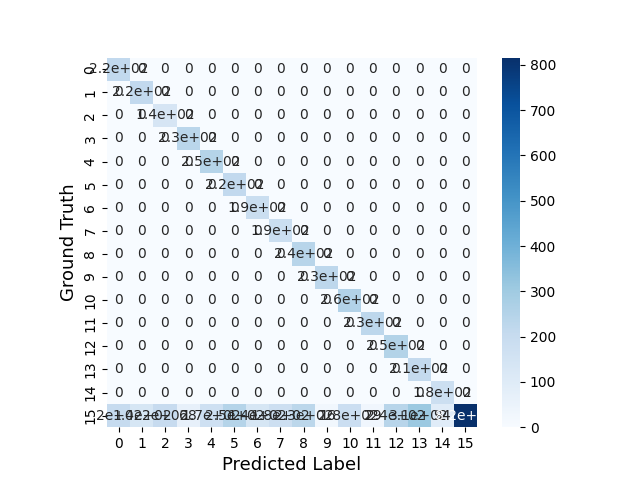 0 2.2e+02 0 0 0 0 0 0 0 0 0 0 0 0 0 0 0 800
1 0 2.2e+02 0 0 0 0 0 0 0 0 0 0 0 0 0 0
2 0 0 1.4e+02 0 0 0 0 0 0 0 0 0 0 0 0 0 700
3 0 0 0 2.3e+02 0 0 0 0 0 0 0 0 0 0 0 0
4 0 0 0 0 2.5e+02 0 0 0 0 0 0 0 0 0 0 0 600
5 0 0 0 0 0 2.2e+02 0 0 0 0 0 0 0 0 0 0
6 0 0 0 0 0 0 1.9e+02 0 0 0 0 0 0 0 0 0 500
7 0 0 0 0 0 0 0 1.9e+02 0 0 0 0 0 0 0 0
8 0 0 0 0 0 0 0 0 2.4e+02 0 0 0 0 0 0 0 400
9 0 0 0 0 0 0 0 0 0 2.3e+02 0 0 0 0 0 0
10 0 0 0 0 0 0 0 0 0 0 2.6e+02 0 0 0 0 0 300
11 0 0 0 0 0 0 0 0 0 0 0 2.3e+02 0 0 0 0
12 0 0 0 0 0 0 0 0 0 0 0 0 2.5e+02 0 0 0 200
13 0 0 0 0 0 0 0 0 0 0 0 0 0 2.1e+02 0 0
14 0 0 0 0 0 0 0 0 0 0 0 0 0 0 1.8e+02 0 100
15
0
0 1 2 3 4 5 6 7 8 9 10 11 12 13 14 15
Predicted Label
Ground Truth